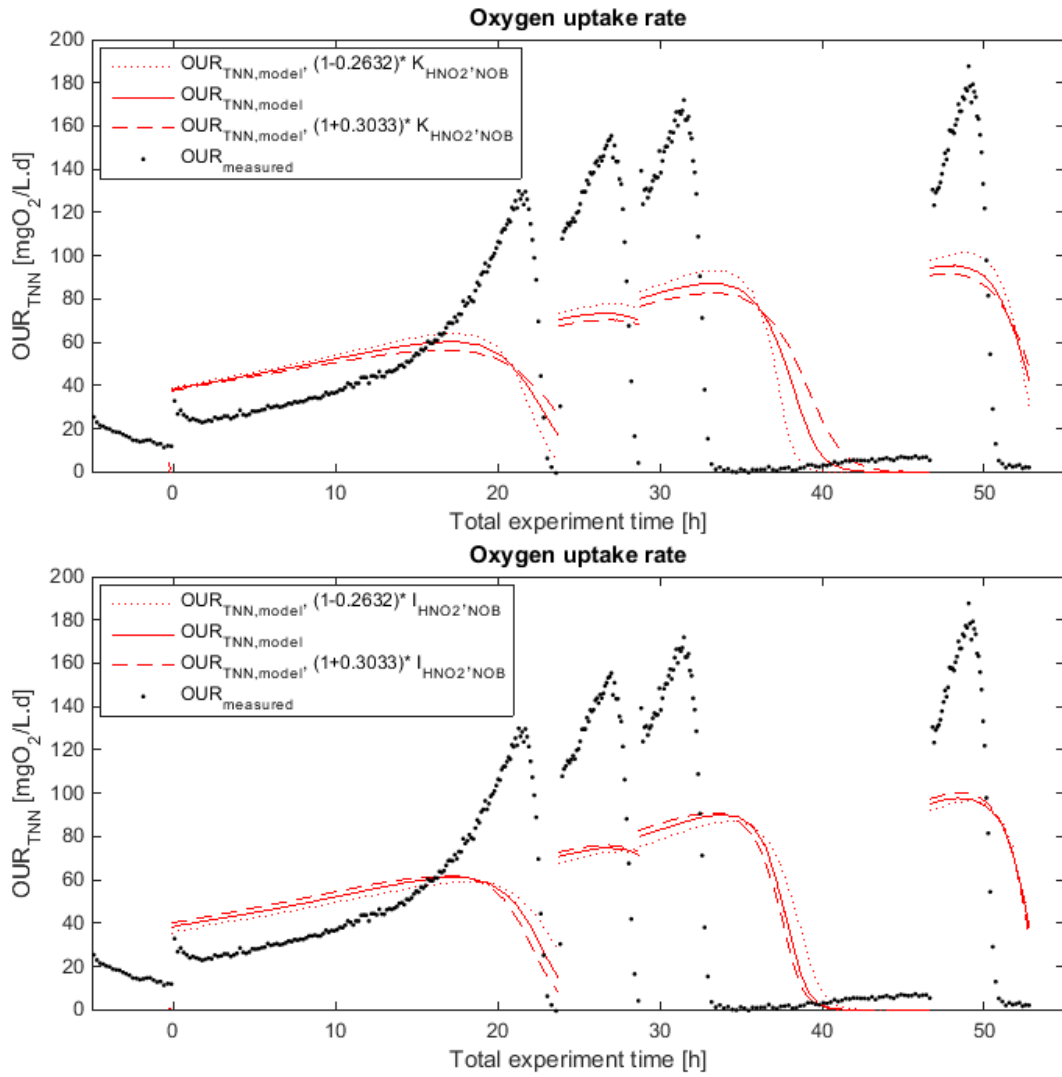 Oxygen uptake rate
OUR_TNN,model, (1-0.2632)* K_HNO2,NOB
OUR_TNN,model
OUR_TNN,model, (1+0.3033)* K_HNO2,NOB
OUR_measured
OUR_TNN [mgO_2/L.d]
200
180
160
140
120
100
80
60
40
20
0
0 10 20 30 40 50
Total experiment time [h]
Oxygen uptake rate
OUR_TNN,model, (1-0.2632)* I_HNO2,NOB
OUR_TNN,model
OUR_TNN,model, (1+0.3033)* I_HNO2,NOB
OUR_measured
OUR_TNN [mgO_2/L.d]
200
180
160
140
120
100
80
60
40
20
0
0 10 20 30 40 50
Total experiment time [h]